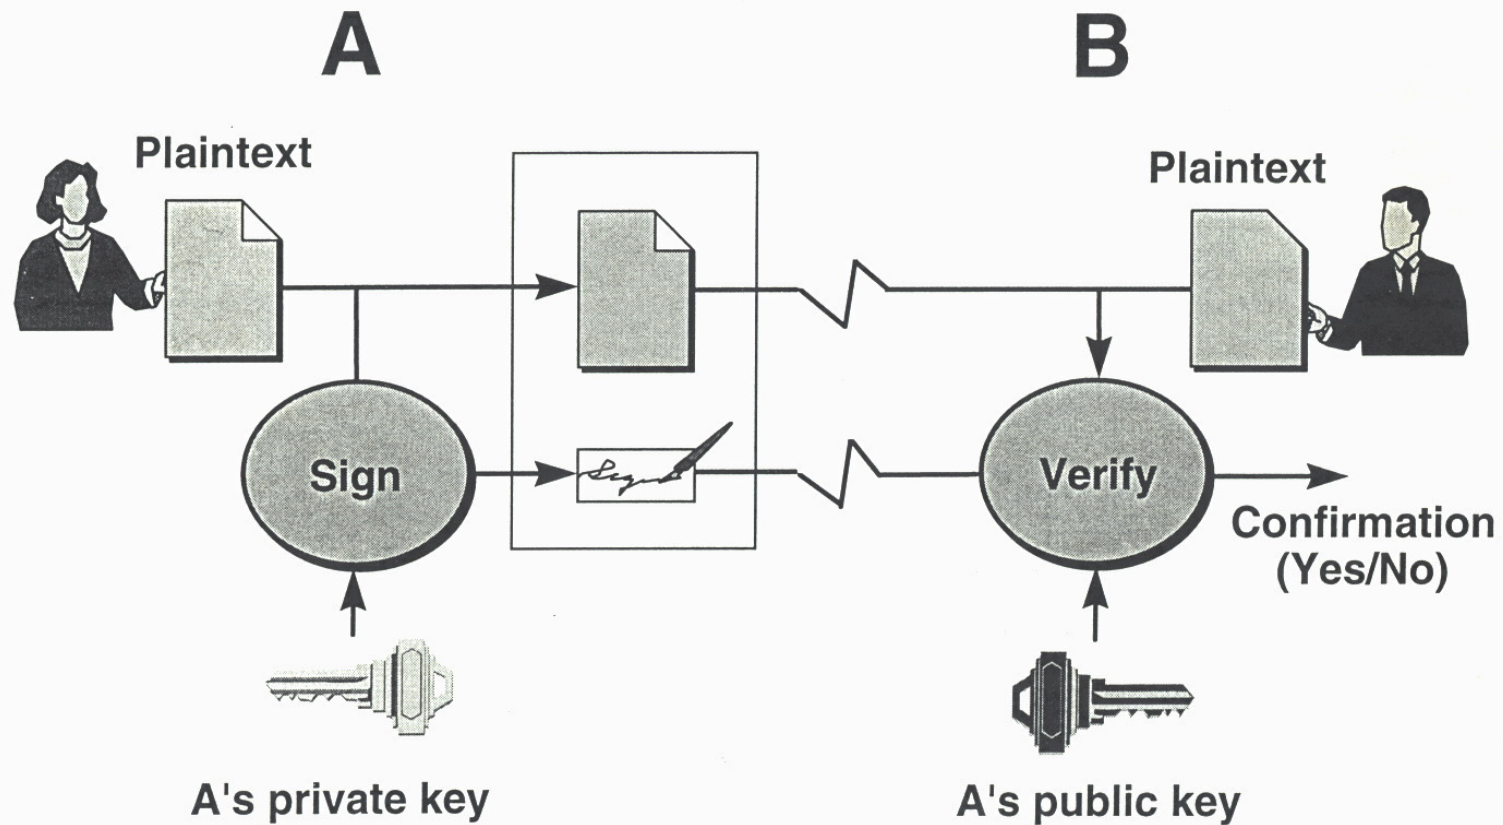 A
B
Plaintext
Plaintext
Sign
Verify
Confirmation
(Yes/No)
A's private key
A's public key